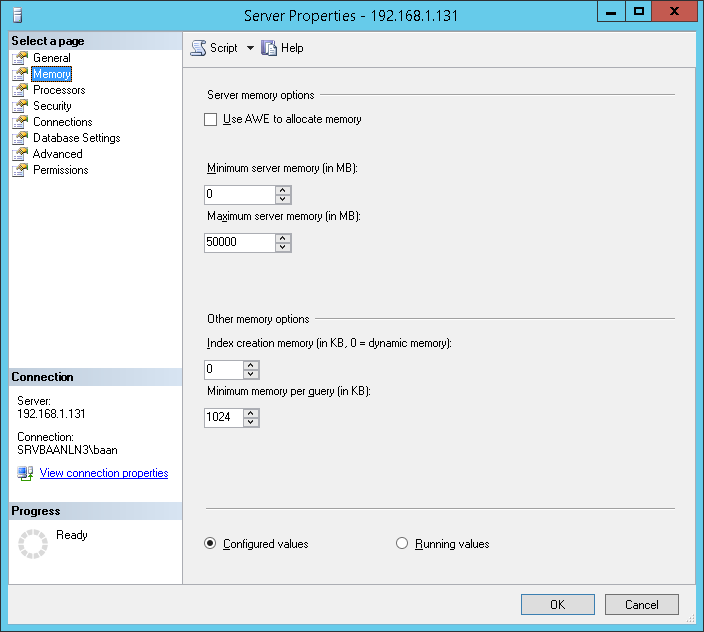 Server Properties - 192.168.1.131
X
Select a page
General
Memory
Processors
Security
Connections
Database Settings
Advanced
Permissions
Script
Help
Server memory options
Use AWE to allocate memory
Minimum server memory (in MB):
0
Maximum server memory (in MB):
50000
Other memory options
Index creation memory (in KB, 0 = dynamic memory):
0
Minimum memory per query (in KB):
1024
Configured values
Running values
Connection
Server:
192.168.1.131
Connection:
SRVBAANLN3\baan
View connection properties
Progress
Ready
OK
Cancel